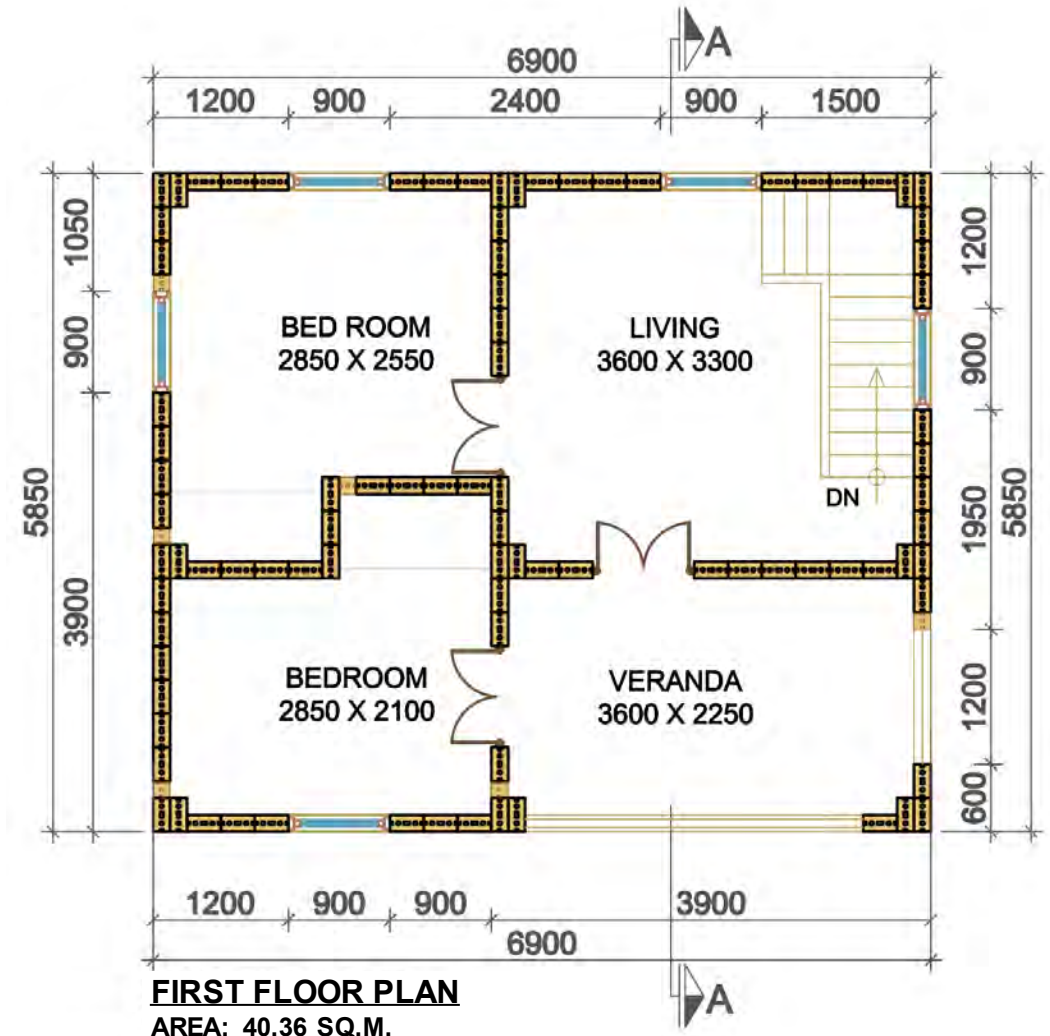 A
6900
1200 900 2400 900 1500
1050
900
3900
5850
1200
900
1950
1200
600
5850
BED ROOM
2850 X 2550
LIVING
3600 X 3300
DN
BEDROOM
2850 X 2100
VERANDA
3600 X 2250
1200 900 900 3900
6900
A
FIRST FLOOR PLAN
AREA: 40.36 SQ.M.